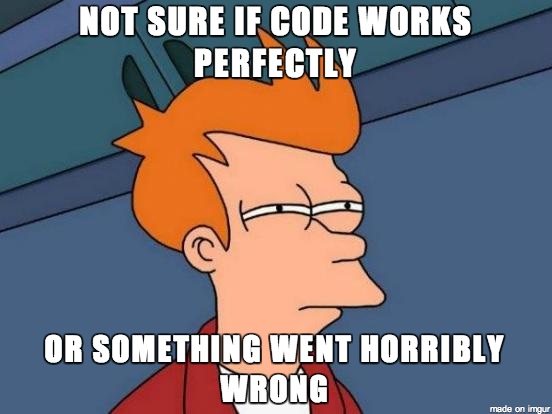 NOT SURE IF CODE WORKS
PERFECTLY
OR SOMETHING WENT HORRIBLY
WRONG
made on imgur